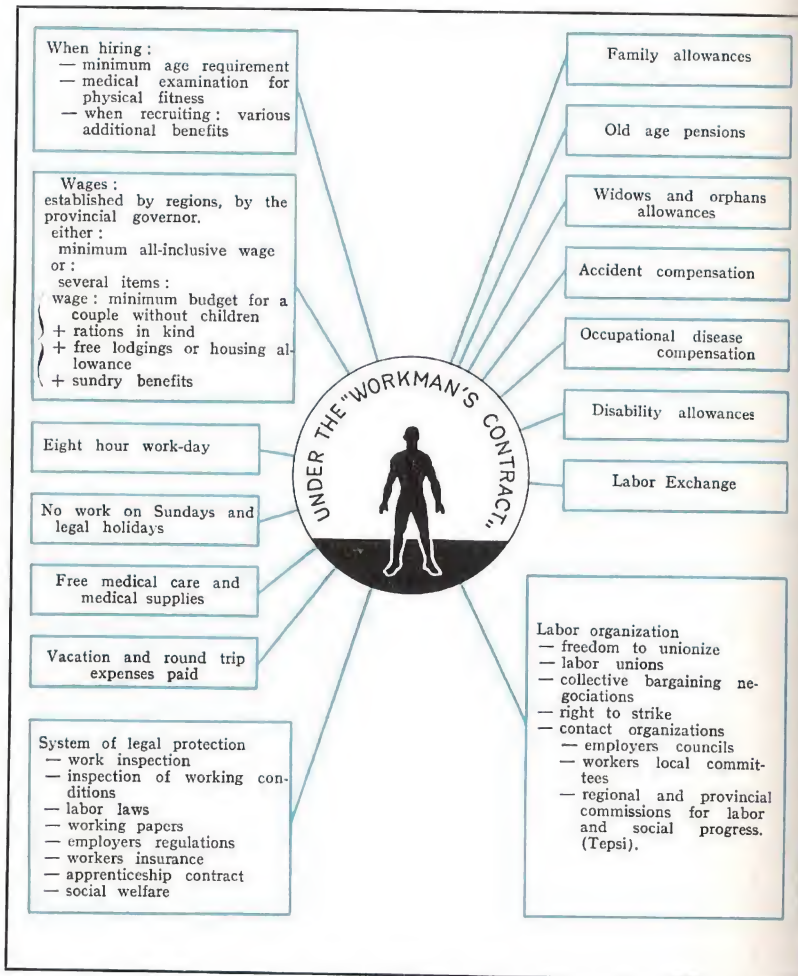 When hiring :
— minimum age requirement
— medical examination for
physical fitness
— when recruiting : various
additional benefits
Wages :
established by regions, by the
provincial governor.
either :
minimum all-inclusive wage
or :
several items :
wage : minimum budget for a
couple without children
+ rations in kind
+ free lodgings or housing al-
lowance
+ sundry benefits
Eight hour work-day
No work on Sundays and
legal holidays
Free medical care and
medical supplies
Vacation and round trip
expenses paid
System of legal protection
— work inspection
— inspection of working con-
ditions
— labor laws
— working papers
— employers regulations
— workers insurance
— apprenticeship contract
— social welfare
UNDER THE "WORKMAN'S CONTRACT„
Family allowances
Old age pensions
Widows and orphans
allowances
Accident compensation
Occupational disease
compensation
Disability allowances
Labor Exchange
Labor organization
— freedom to unionize
— labor unions
— collective bargaining ne-
gociations
— right to strike
— contact organizations
— employers councils
— workers local commit-
tees
— regional and provincial
commissions for labor
and social progress.
(Tepsi).